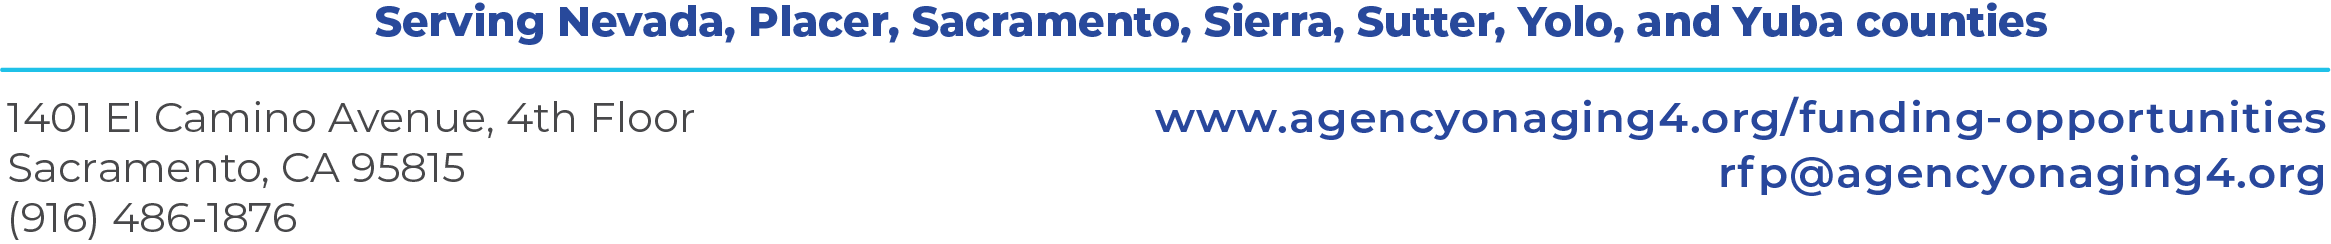 Serving Nevada, Placer, Sacramento, Sierra, Sutter, Yolo, and Yuba counties
1401 El Camino Avenue, 4th Floor
Sacramento, CA 95815
(916) 486-1876
www.agencyonaging4.org/funding-opportunities
rfp@agencyonaging4.org